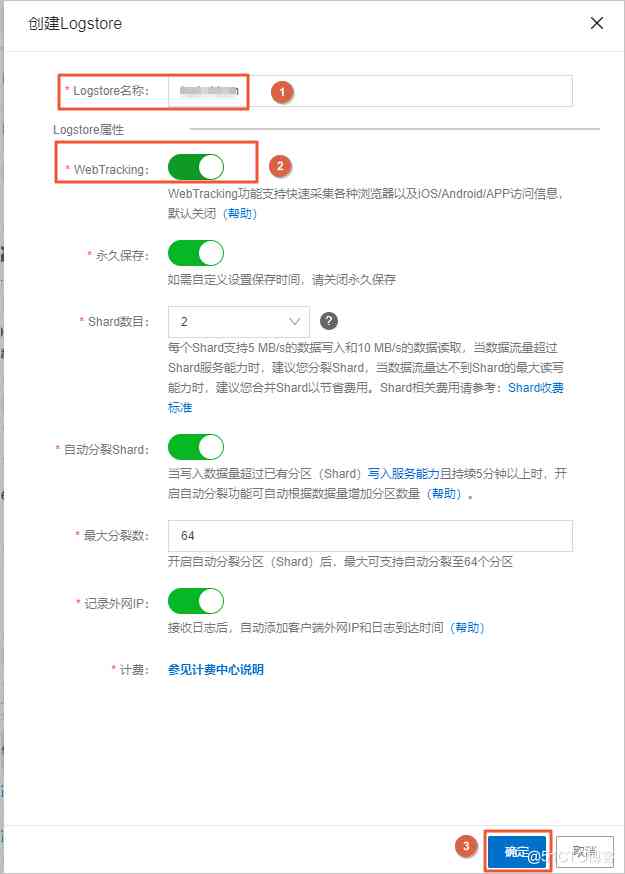 创建Logstore
* Logstore名称:
1
Logstore属性
* WebTracking:
2
WebTracking功能支持快速采集各种浏览器以及iOS/Android/APP访问信息,
默认关闭(帮助)
* 永久保存:
如需自定义设置保存时间，请关闭永久保存
* Shard数目:
2
?
每个Shard支持5 MB/s的数据写入和10 MB/s的数据读取，当数据流量超过
Shard服务能力时，建议您分裂Shard，当数据流量达不到Shard的最大读写
能力时，建议您合并Shard以节省费用。Shard相关费用请参考：Shard收费
标准
* 自动分裂Shard:
当写入数据量超过已有分区（Shard）写入服务能力且持续5分钟以上时，开
启自动分裂功能可自动根据数据量增加分区数量（帮助）。
* 最大分裂数:
64
开启自动分裂分区（Shard）后，最大可支持自动分裂至64个分区
* 记录外网IP:
接收日志后，自动添加客户端外网IP和日志到达时间（帮助）
* 计费:
参见计费中心说明
3
确定
取消
@51CTO博客